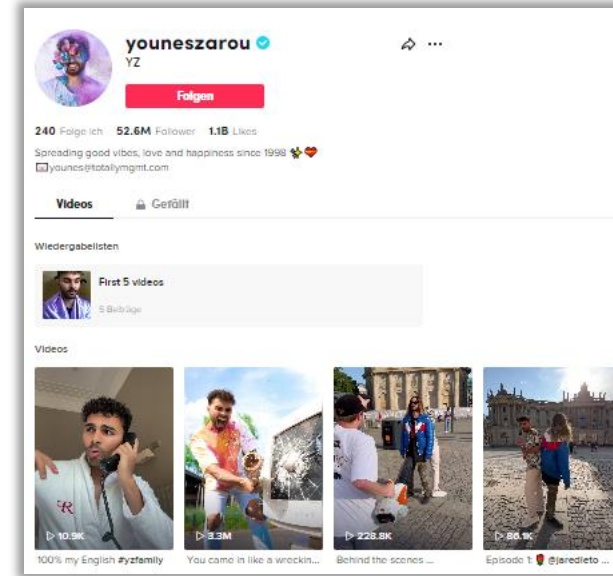 youneszarou
YZ
Folgen
240 Folge ich 52.6M Follower 1.1B Likes
Spreading good vibes, love and happiness since 1998
younes@totallymgmt.com
Videos Gefällt
Wiedergabelisten
First 5 videos
5 Beiträge
Videos
10.9K 3.3M 228.8K 80.1K
100% my English #yzfamily You came in like a wreckin... Behind the scenes ... Episode 1: @jaredleto ...